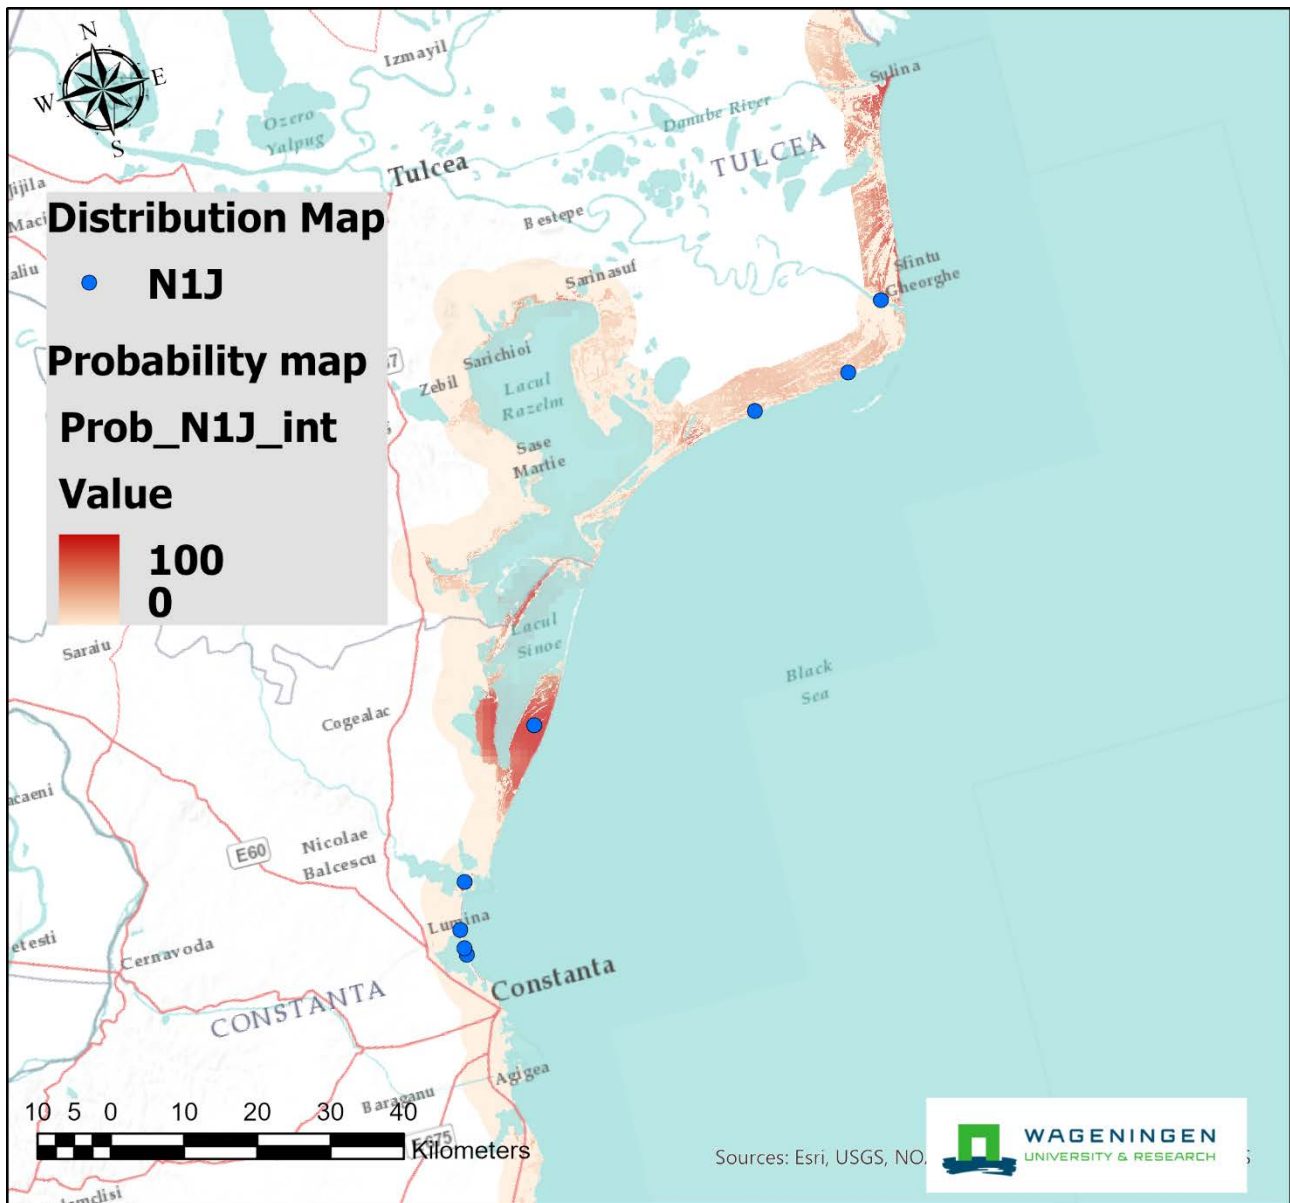 N
W
E
S
Izmayil
Sulina
Ozero
Yalpug
Danube River
Tulcea
TULCEA
Jijila
Distribution Map
N1J
Bestepe
Sarinasuf
Sfintu
Gheorghe
Probability map
Prob_N1J_int
Value
100
0
Sarichioi
Zebil
Lacul
Razelm
Sase
Martie
Saraiu
Lacul
Sinoe
Black
Sea
Cogealac
E60
Nicolae
Balcescu
Lumina
Cernavoda
Constanta
CONSTANTA
Agigea
Baraganu
E675
10 5 0 10 20 30 40
Kilometers
Sources: Esri, USGS,
WAGENINGEN
UNIVERSITY & RESEARCH